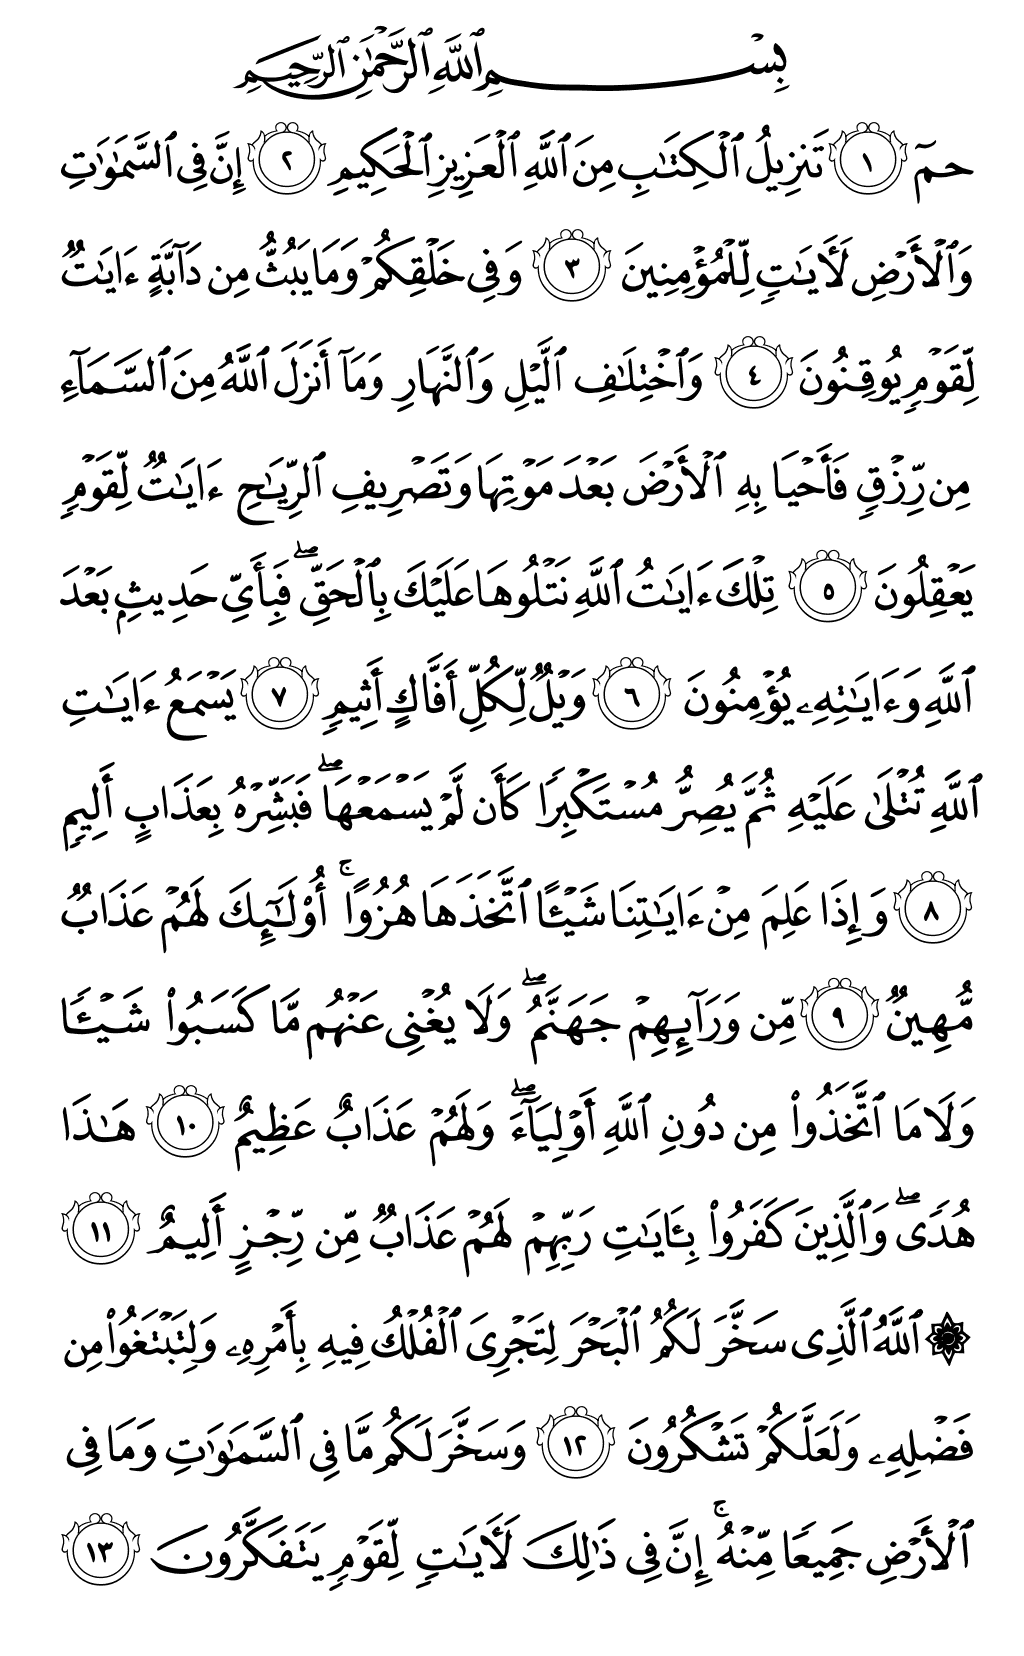 بِسْمِ ٱللَّهِ ٱلرَّحْمَٰنِ ٱلرَّحِيمِ
حمٓ ١ تَنزِيلُ ٱلْكِتَٰبِ مِنَ ٱللَّهِ ٱلْعَزِيزِ ٱلْحَكِيمِ ٢ إِنَّ فِى ٱلسَّمَٰوَٰتِ
وَٱلْأَرْضِ لَءَايَٰتٍ لِّلْمُؤْمِنِينَ ٣ وَفِى خَلْقِكُمْ وَمَا يَبُثُّ مِن دَآبَّةٍ ءَايَٰتٌ
لِّقَوْمٍ يُوقِنُونَ ٤ وَٱخْتِلَٰفِ ٱلَّيْلِ وَٱلنَّهَارِ وَمَآ أَنزَلَ ٱللَّهُ مِنَ ٱلسَّمَآءِ
مِن رِّزْقٍ فَأَحْيَا بِهِ ٱلْأَرْضَ بَعْدَ مَوْتِهَا وَتَصْرِيفِ ٱلرِّيَٰحِ ءَايَٰتٌ لِّقَوْمٍ
يَعْقِلُونَ ٥ تِلْكَ ءَايَٰتُ ٱللَّهِ نَتْلُوهَا عَلَيْكَ بِٱلْحَقِّ ۖ فَبِأَىِّ حَدِيثٍۭ بَعْدَ
ٱللَّهِ وَءَايَٰتِهِۦ يُؤْمِنُونَ ٦ وَيْلٌ لِّكُلِّ أَفَّاكٍ أَثِيمٍ ٧ يَسْمَعُ ءَايَٰتِ
ٱللَّهِ تُتْلَىٰ عَلَيْهِ ثُمَّ يُصِرُّ مُسْتَكْبِرًا كَأَن لَّمْ يَسْمَعْهَا ۖ فَبَشِّرْهُ بِعَذَابٍ أَلِيمٍ
٨ وَإِذَا عَلِمَ مِنْ ءَايَٰتِنَا شَيْـًٔا ٱتَّخَذَهَا هُزُوًا ۚ أُو۟لَٰٓئِكَ لَهُمْ عَذَابٌ
مُّهِينٌ ٩ مِّن وَرَآئِهِمْ جَهَنَّمُ ۖ وَلَا يُغْنِى عَنْهُم مَّا كَسَبُوا۟ شَيْـًٔا
وَلَا مَا ٱتَّخَذُوا۟ مِن دُونِ ٱللَّهِ أَوْلِيَآءَ ۖ وَلَهُمْ عَذَابٌ عَظِيمٌ ١٠ هَٰذَا
هُدًى ۖ وَٱلَّذِينَ كَفَرُوا۟ بِـَٔايَٰتِ رَبِّهِمْ لَهُمْ عَذَابٌ مِّن رِّجْزٍ أَلِيمٌ ١١
۞ ٱللَّهُ ٱلَّذِى سَخَّرَ لَكُمُ ٱلْبَحْرَ لِتَجْرِىَ ٱلْفُلْكُ فِيهِ بِأَمْرِهِۦ وَلِتَبْتَغُوا۟ مِن
فَضْلِهِۦ وَلَعَلَّكُمْ تَشْكُرُونَ ١٢ وَسَخَّرَ لَكُم مَّا فِى ٱلسَّمَٰوَٰتِ وَمَا فِى
ٱلْأَرْضِ جَمِيعًا مِّنْهُ ۚ إِنَّ فِى ذَٰلِكَ لَءَايَٰتٍ لِّقَوْمٍ يَتَفَكَّرُونَ ١٣